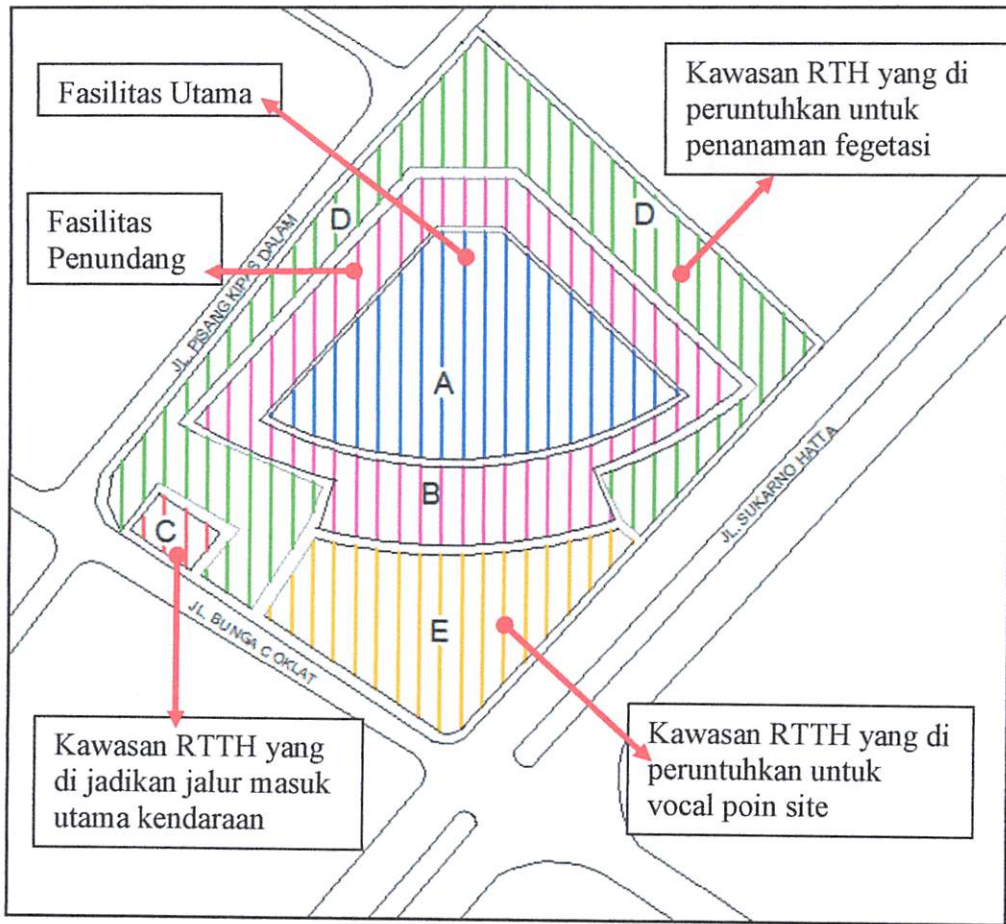 Fasilitas Utama
Kawasan RTH yang di
peruntuhkan untuk
penanaman fegetasi
Fasilitas
Penundang
D
D
JL. PISANG KIPAS DALAM
A
B
JL. SUKARNO HATTA
C
E
JL. BUNGA COKLAT
Kawasan RTTH yang
di jadikan jalur masuk
utama kendaraan
Kawasan RTTH yang di
peruntuhkan untuk
vocal poin site